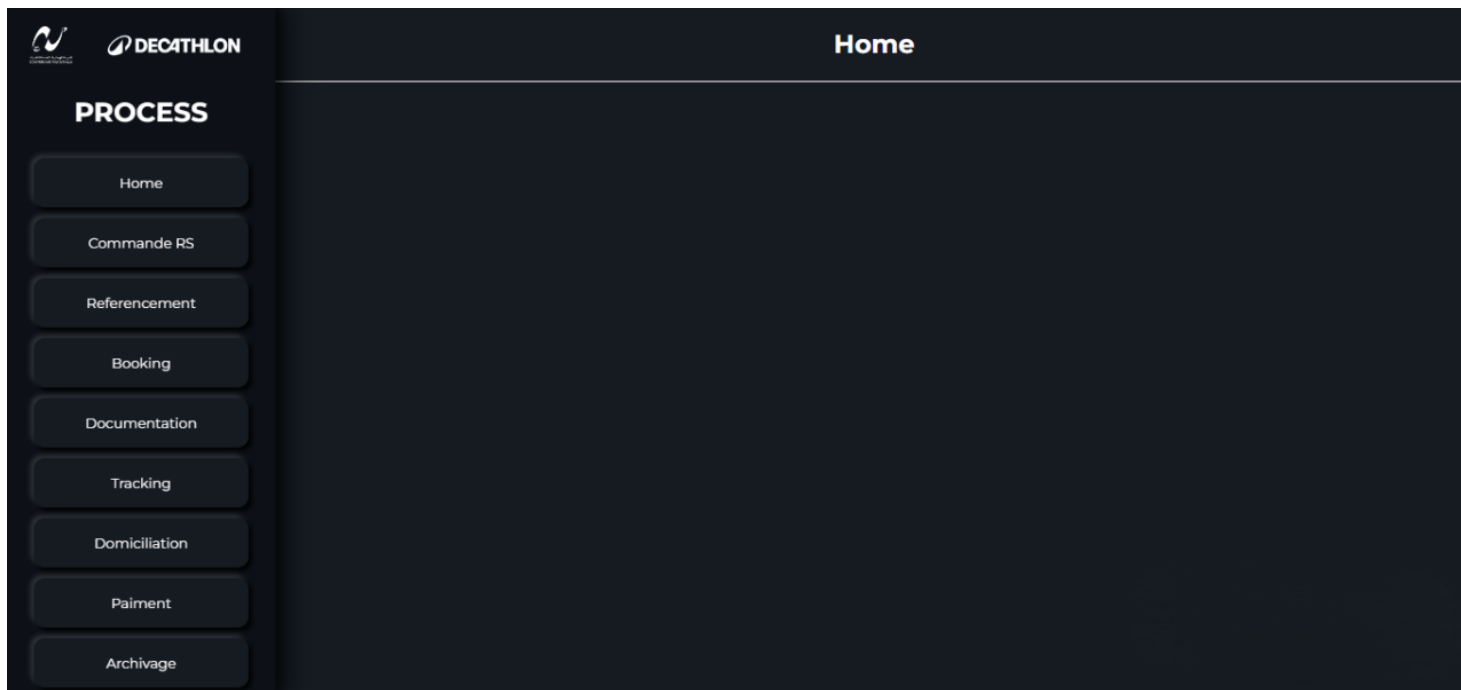 DECATHLON
Home
PROCESS
Home
Commande RS
Referencement
Booking
Documentation
Tracking
Domiciliation
Paiment
Archivage